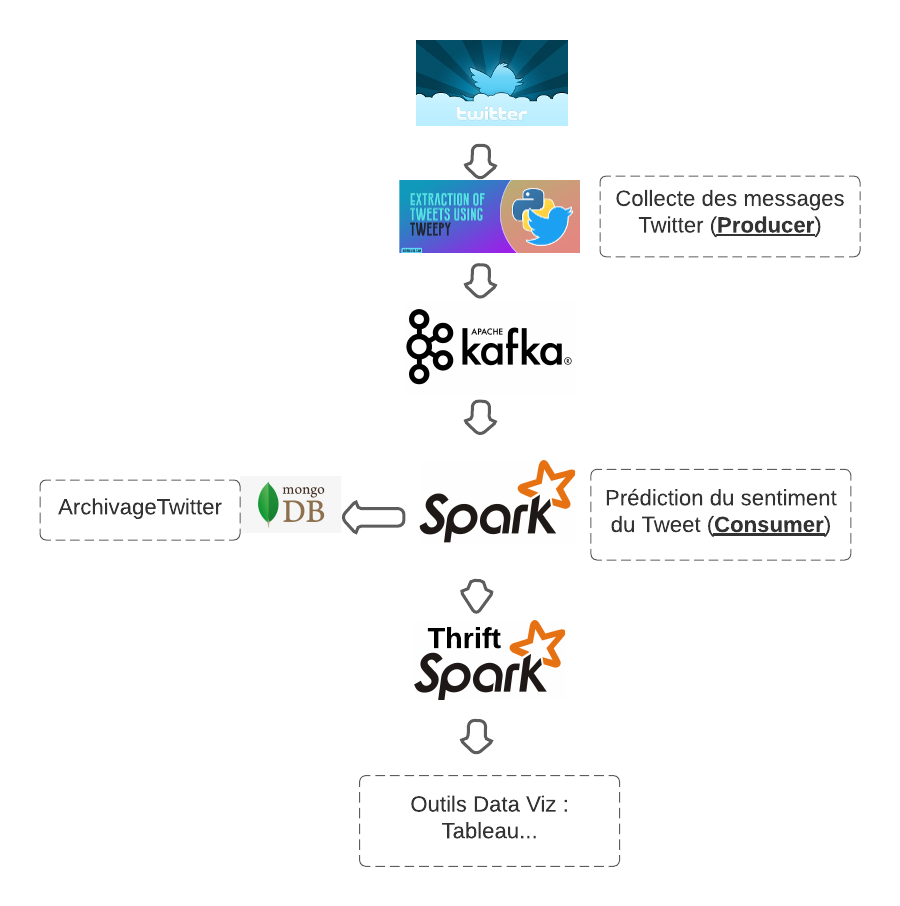 twitter
EXTRACTION OF
TWEETS USING
TWEEPY
Collecte des messages
Twitter (Producer)
APACHE
kafka®
Spark
Prédiction du sentiment
du Tweet (Consumer)
mongo
DB
ArchivageTwitter
Thrift
Spark
Outils Data Viz :
Tableau...